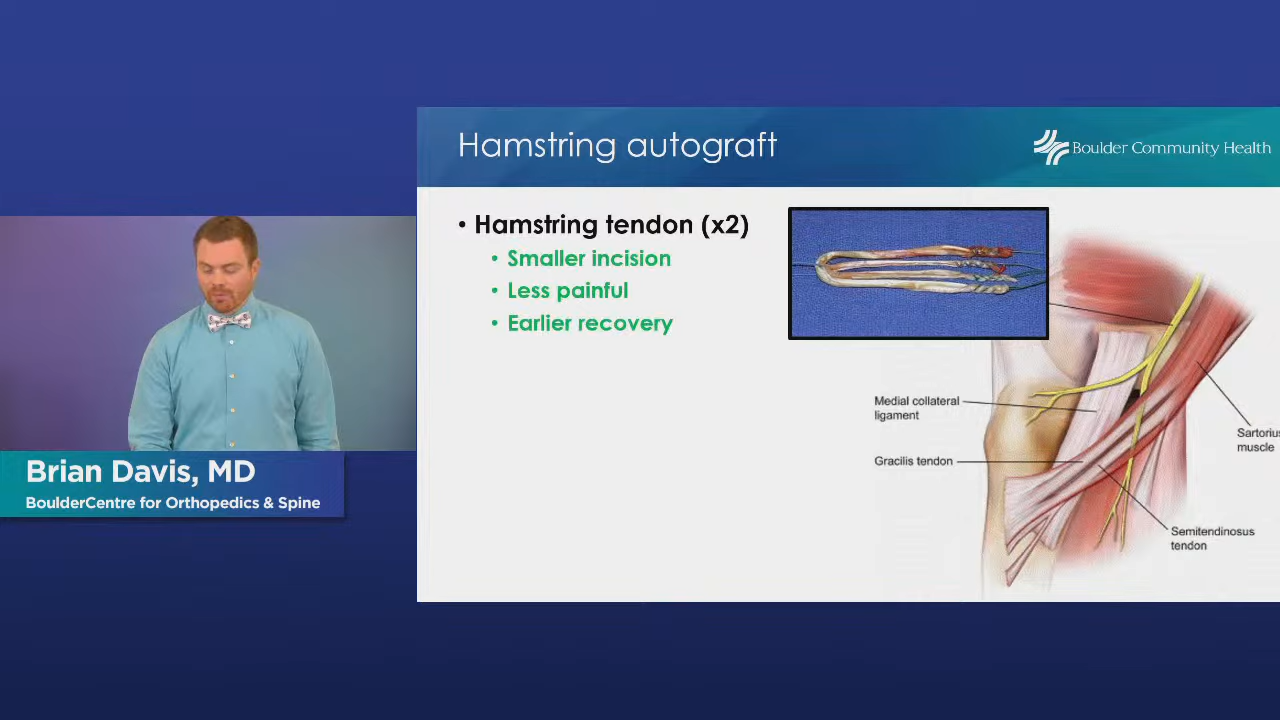 Hamstring autograft
Boulder Community Health
• Hamstring tendon (x2)
• Smaller incision
• Less painful
• Earlier recovery
Medial collateral
ligament
Gracilis tendon
Sartorius
muscle
Semitendinosus
tendon
Brian Davis, MD
BoulderCentre for Orthopedics & Spine